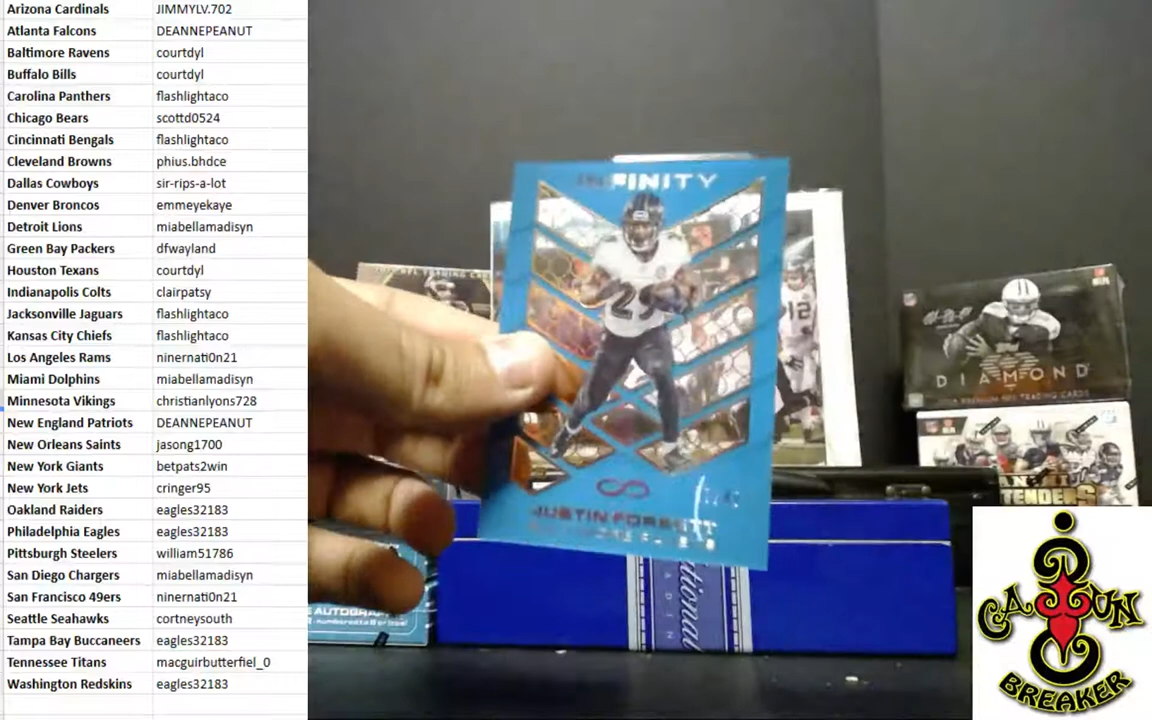 Arizona Cardinals JIMMYLV.702
Atlanta Falcons DEANNEPEANUT
Baltimore Ravens courtdyl
Buffalo Bills courtdyl
Carolina Panthers flashlightaco
Chicago Bears scottd0524
Cincinnati Bengals flashlightaco
Cleveland Browns phius.bhdce
Dallas Cowboys sir-rips-a-lot
Denver Broncos emmeyekaye
Detroit Lions miabellamadisyn
Green Bay Packers dfwayland
Houston Texans courtdyl
Indianapolis Colts clairpatsy
Jacksonville Jaguars flashlightaco
Kansas City Chiefs flashlightaco
Los Angeles Rams ninernati0n21
Miami Dolphins miabellamadisyn
Minnesota Vikings christianlyons728
New England Patriots DEANNEPEANUT
New Orleans Saints jasong1700
New York Giants betpats2win
New York Jets cringer95
Oakland Raiders eagles32183
Philadelphia Eagles eagles32183
Pittsburgh Steelers william51786
San Diego Chargers miabellamadisyn
San Francisco 49ers ninernati0n21
Seattle Seahawks cortneysouth
Tampa Bay Buccaneers eagles32183
Tennessee Titans macguirbutterfiel_0
Washington Redskins eagles32183
INFINITY
29
JUSTIN FORSETT
12
DIAMOND
CAJUN
BREAKER